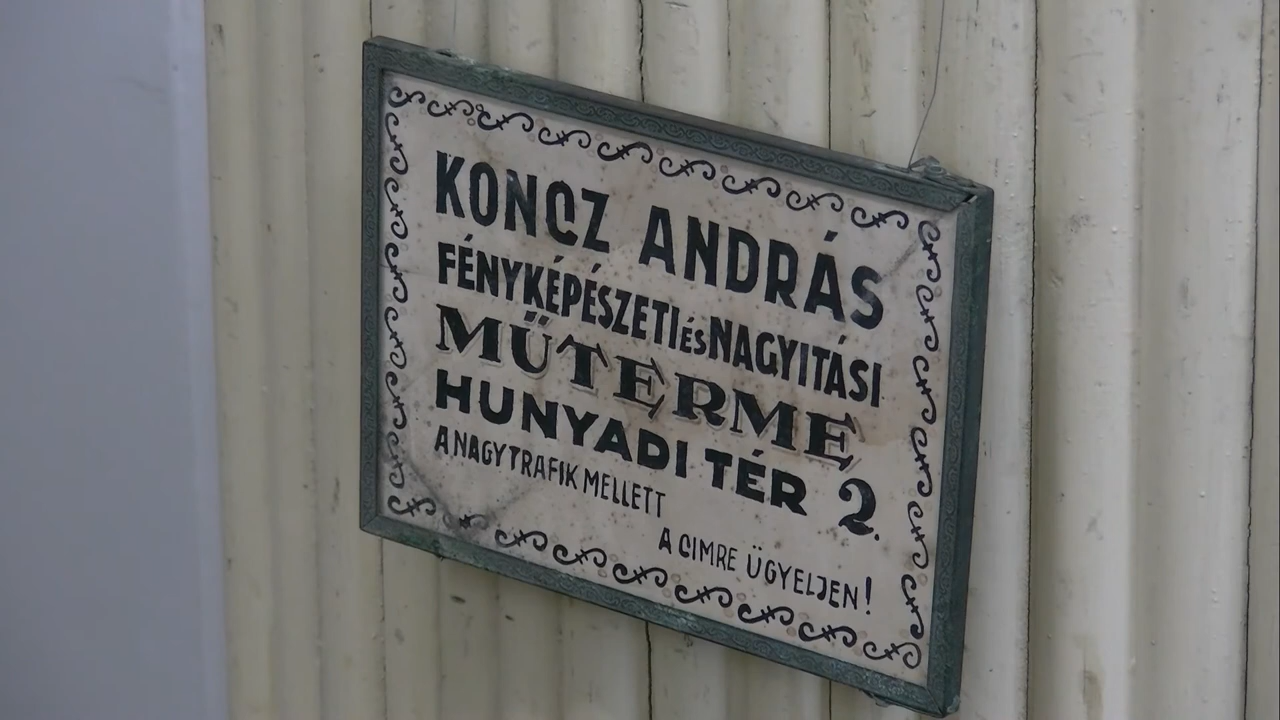 KONCZ ANDRÁS
FÉNYKÉPÉSZETI és NAGYITÁSI
MŰTERME
HUNYADI TÉR 2.
A NAGYTRAFIK MELLETT
A CIMRE ÜGYELJEN!